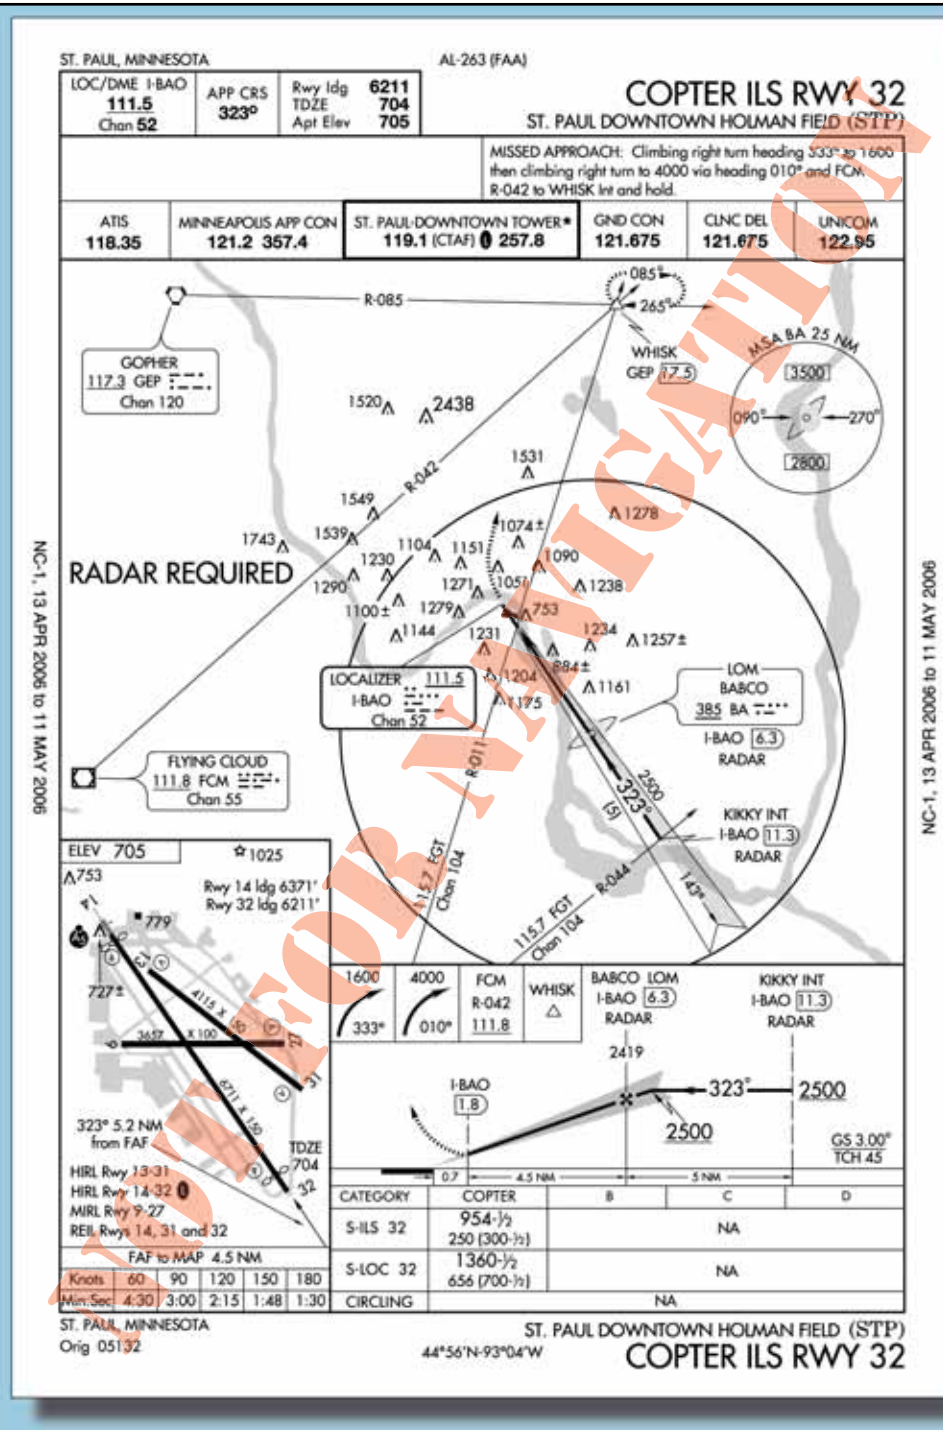 ST. PAUL, MINNESOTA
AL-263 (FAA)
LOC/DME I-BAO
111.5
Chan 52
APP CRS
323°
Rwy ldg 6211
TDZE 704
Apt Elev 705
COPTER ILS RWY 32
ST. PAUL DOWNTOWN HOLMAN FIELD (STP)
MISSED APPROACH: Climbing right turn heading 333° to 1600
then climbing right turn to 4000 via heading 010° and FCM
R-042 to WHISK Int and hold.
ATIS
118.35
MINNEAPOLIS APP CON
121.2 357.4
ST. PAUL DOWNTOWN TOWER*
119.1 (CTAF) L 257.8
GND CON
121.675
CLNC DEL
121.675
UNICOM
122.95
085°
265°
R-085
GOPHER
117.3 GEP
Chan 120
WHISK
GEP 17.5
MSA BA 25 NM
3500
090°
270°
2800
1520
2438
R-042
1531
1549
1278
1074±
1743
1539
1104
1151
1090
1230
RADAR REQUIRED
1290
1271
1051
1238
1100±
1279
753
1144
1231
1234
1257±
884±
LOCALIZER 111.5
I-BAO
Chan 52
1204
1161
1175
LOM
BABCO
385 BA
I-BAO 6.3
RADAR
R-011
FLYING CLOUD
111.8 FCM
Chan 55
2500
323°
(5)
KIKKY INT
I-BAO 11.3
RADAR
143°
R-044
115.7 FGT
Chan 104
115.7 FGT
Chan 104
NC-1, 13 APR 2006 to 11 MAY 2006
NC-1, 13 APR 2006 to 11 MAY 2006
ELEV 705
1025
753
Rwy 14 ldg 6371'
Rwy 32 ldg 6211'
14
779
13
727±
4115 X 150
9
3657 X 100
27
31
6711 X 150
323° 5.2 NM
from FAF
TDZE
704
32
HIRL Rwy 13-31
HIRL Rwy 14-32 L
MIRL Rwy 9-27
REIL Rwys 14, 31 and 32
FAF to MAP 4.5 NM
Knots 60 90 120 150 180
Min:Sec 4:30 3:00 2:15 1:48 1:30
1600
333°
4000
010°
FCM
R-042
111.8
WHISK
BABCO LOM
I-BAO 6.3
RADAR
KIKKY INT
I-BAO 11.3
RADAR
2419
I-BAO
1.8
323°
2500
2500
GS 3.00°
TCH 45
0.7
4.5 NM
5 NM
CATEGORY COPTER B C D
S-ILS 32 954-½ 250 (300-½) NA
S-LOC 32 1360-½ 656 (700-½) NA
CIRCLING NA
ST. PAUL, MINNESOTA
Orig 05132
44°56'N-93°04'W
ST. PAUL DOWNTOWN HOLMAN FIELD (STP)
COPTER ILS RWY 32
NOT FOR NAVIGATION